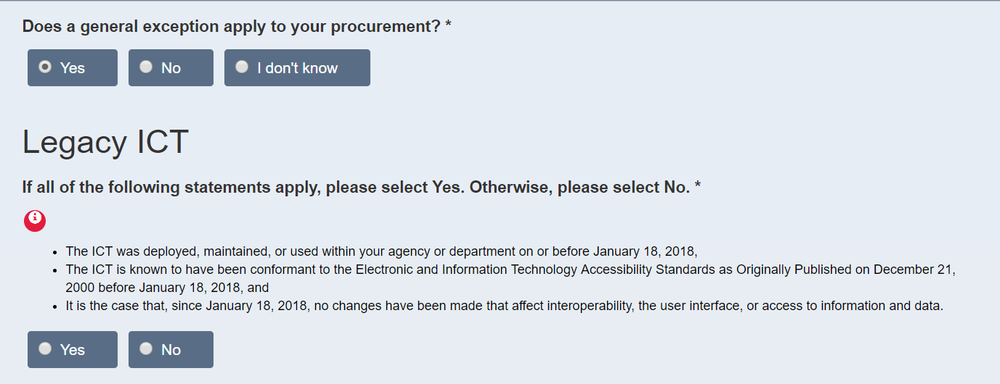 Does a general exception apply to your procurement? *
Yes No I don't know
Legacy ICT
If all of the following statements apply, please select Yes. Otherwise, please select No. *
i
• The ICT was deployed, maintained, or used within your agency or department on or before January 18, 2018,
• The ICT is known to have been conformant to the Electronic and Information Technology Accessibility Standards as Originally Published on December 21,
2000 before January 18, 2018, and
• It is the case that, since January 18, 2018, no changes have been made that affect interoperability, the user interface, or access to information and data.
Yes No